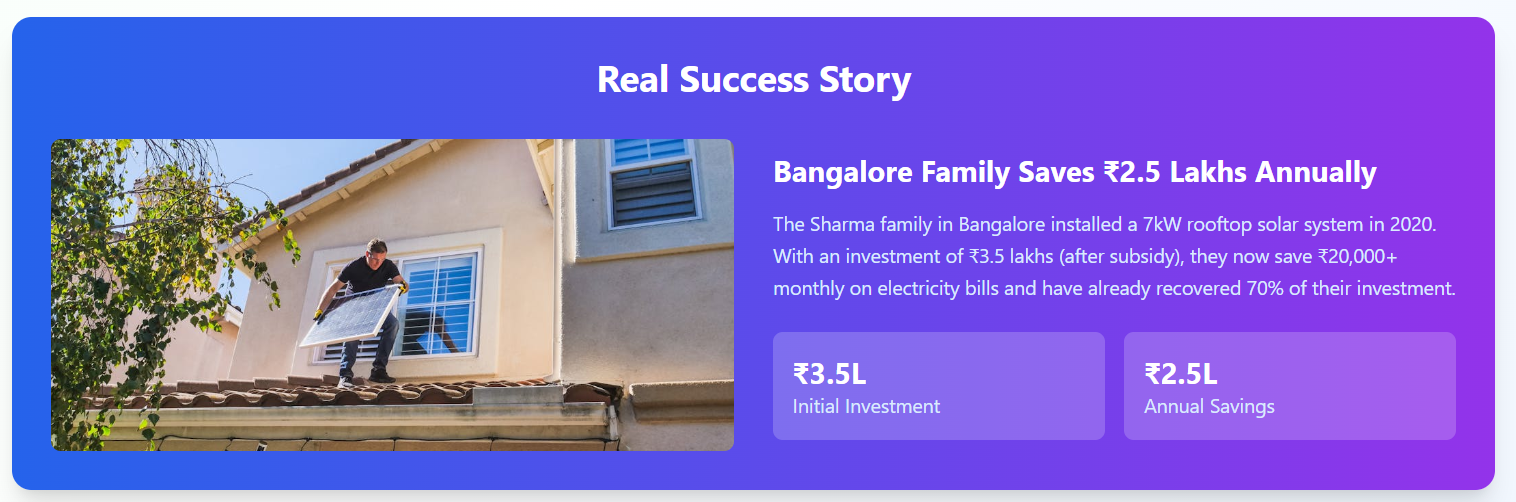 Real Success Story
Bangalore Family Saves ₹2.5 Lakhs Annually
The Sharma family in Bangalore installed a 7kW rooftop solar system in 2020.
With an investment of ₹3.5 lakhs (after subsidy), they now save ₹20,000+
monthly on electricity bills and have already recovered 70% of their investment.
₹3.5L
Initial Investment
₹2.5L
Annual Savings